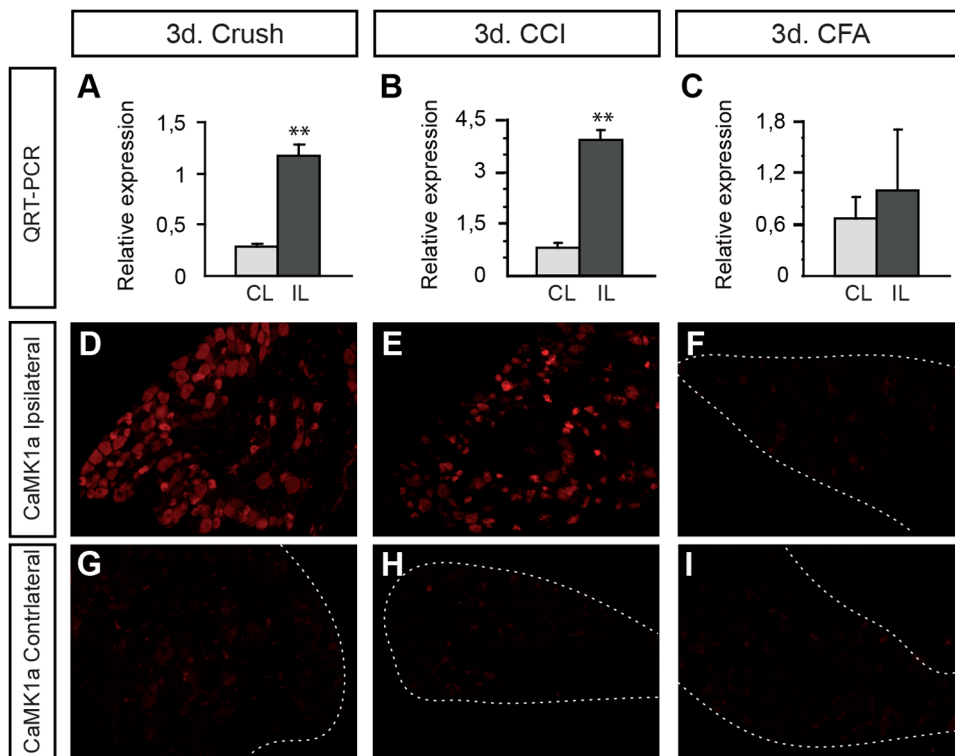 3d. Crush
3d. CCI
3d. CFA
QRT-PCR
A
Relative expression
1,5
1
0,5
0
**
CL IL
B
Relative expression
4,5
3
1,5
0
**
CL IL
C
Relative expression
1,8
1,2
0,6
0
CL IL
CaMK1a Ipsilateral
D
E
F
CaMK1a Contrlateral
G
H
I